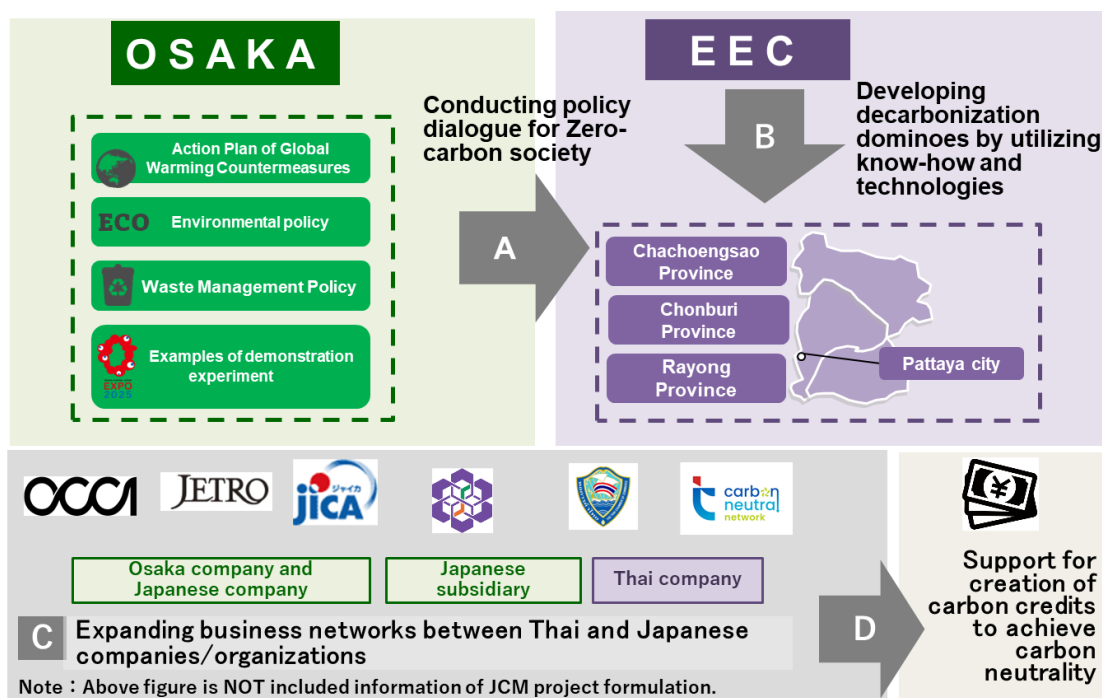 OSAKA
Action Plan of Global
Warming Countermeasures
ECO
Environmental policy
Waste Management Policy
EXPO
2025
Examples of demonstration
experiment
Conducting policy
dialogue for Zero-
carbon society
A
EEC
B
Developing
decarbonization
dominoes by utilizing
know-how and
technologies
Chachoengsao
Province
Chonburi
Province
Rayong
Province
Pattaya city
OCCI
JETRO
ジャイカ
JICA
carbon
neutral
network
Osaka company and
Japanese company
Japanese
subsidiary
Thai company
C
Expanding business networks between Thai and Japanese
companies/organizations
Note：Above figure is NOT included information of JCM project formulation.
D
¥
Support for
creation of
carbon credits
to achieve
carbon
neutrality